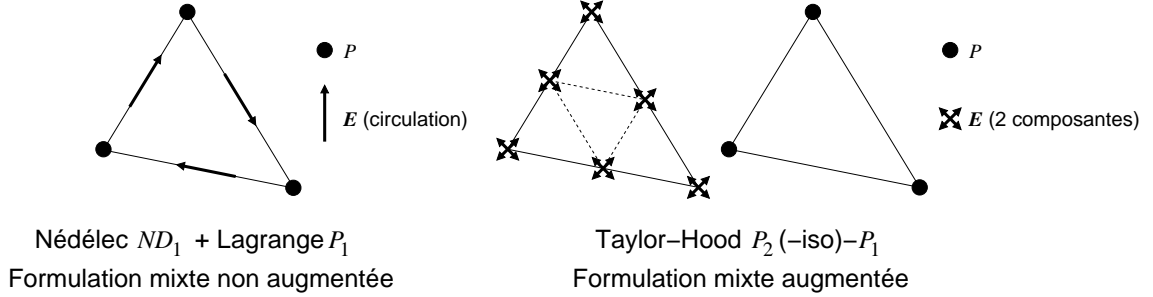 P
E (circulation)
P
E (2 composantes)
Nédélec ND₁ + Lagrange P₁
Formulation mixte non augmentée
Taylor−Hood P₂ (−iso)−P₁
Formulation mixte augmentée